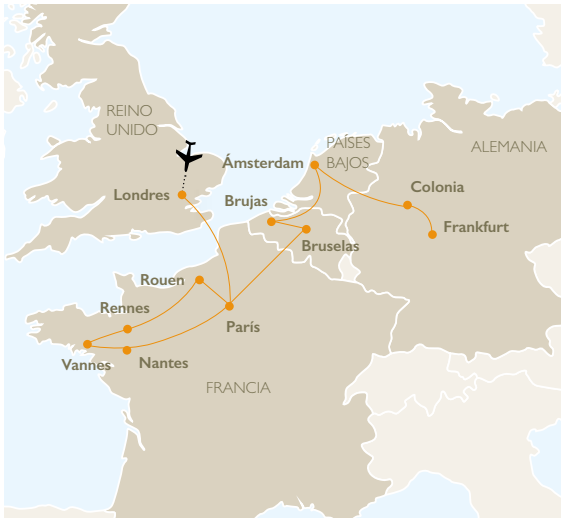 REINO
UNIDO
PAÍSES
BAJOS
ALEMANIA
Ámsterdam
Londres
Colonia
Brujas
Frankfurt
Bruselas
Rouen
Rennes
París
Vannes
Nantes
FRANCIA